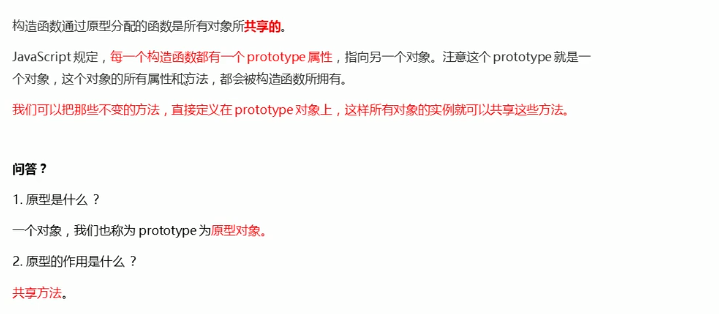 构造函数通过原型分配的函数是所有对象所共享的。
JavaScript 规定，每一个构造函数都有一个 prototype 属性，指向另一个对象。注意这个 prototype 就是一
个对象，这个对象的所有属性和方法，都会被构造函数所拥有。
我们可以把那些不变的方法，直接定义在 prototype 对象上，这样所有对象的实例就可以共享这些方法。
问答？
1. 原型是什么 ？
一个对象，我们也称为 prototype 为原型对象。
2. 原型的作用是什么 ？
共享方法。